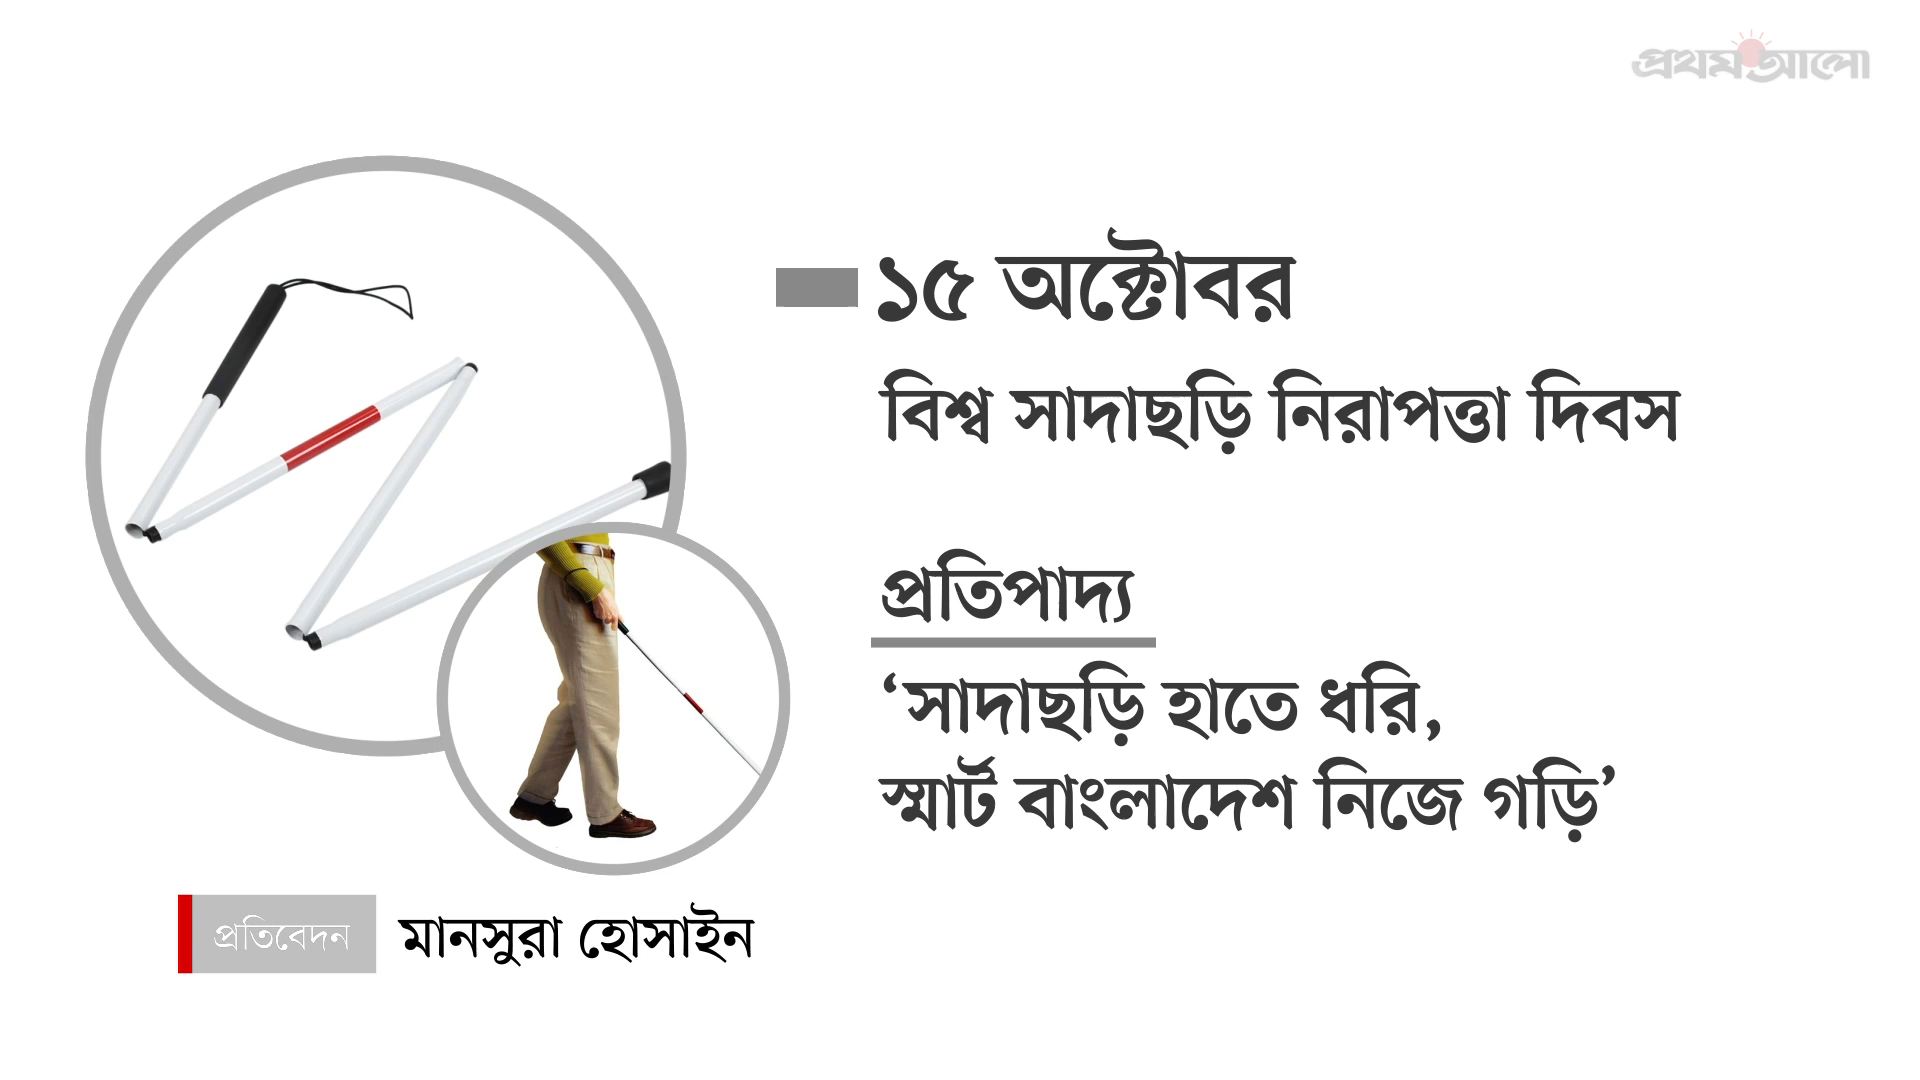 প্রথম আলো
১৫ অক্টোবর
বিশ্ব সাদাছড়ি নিরাপত্তা দিবস
প্রতিপাদ্য
‘সাদাছড়ি হাতে ধরি,
স্মার্ট বাংলাদেশ নিজে গড়ি’
প্রতিবেদন মানসুরা হোসাইন